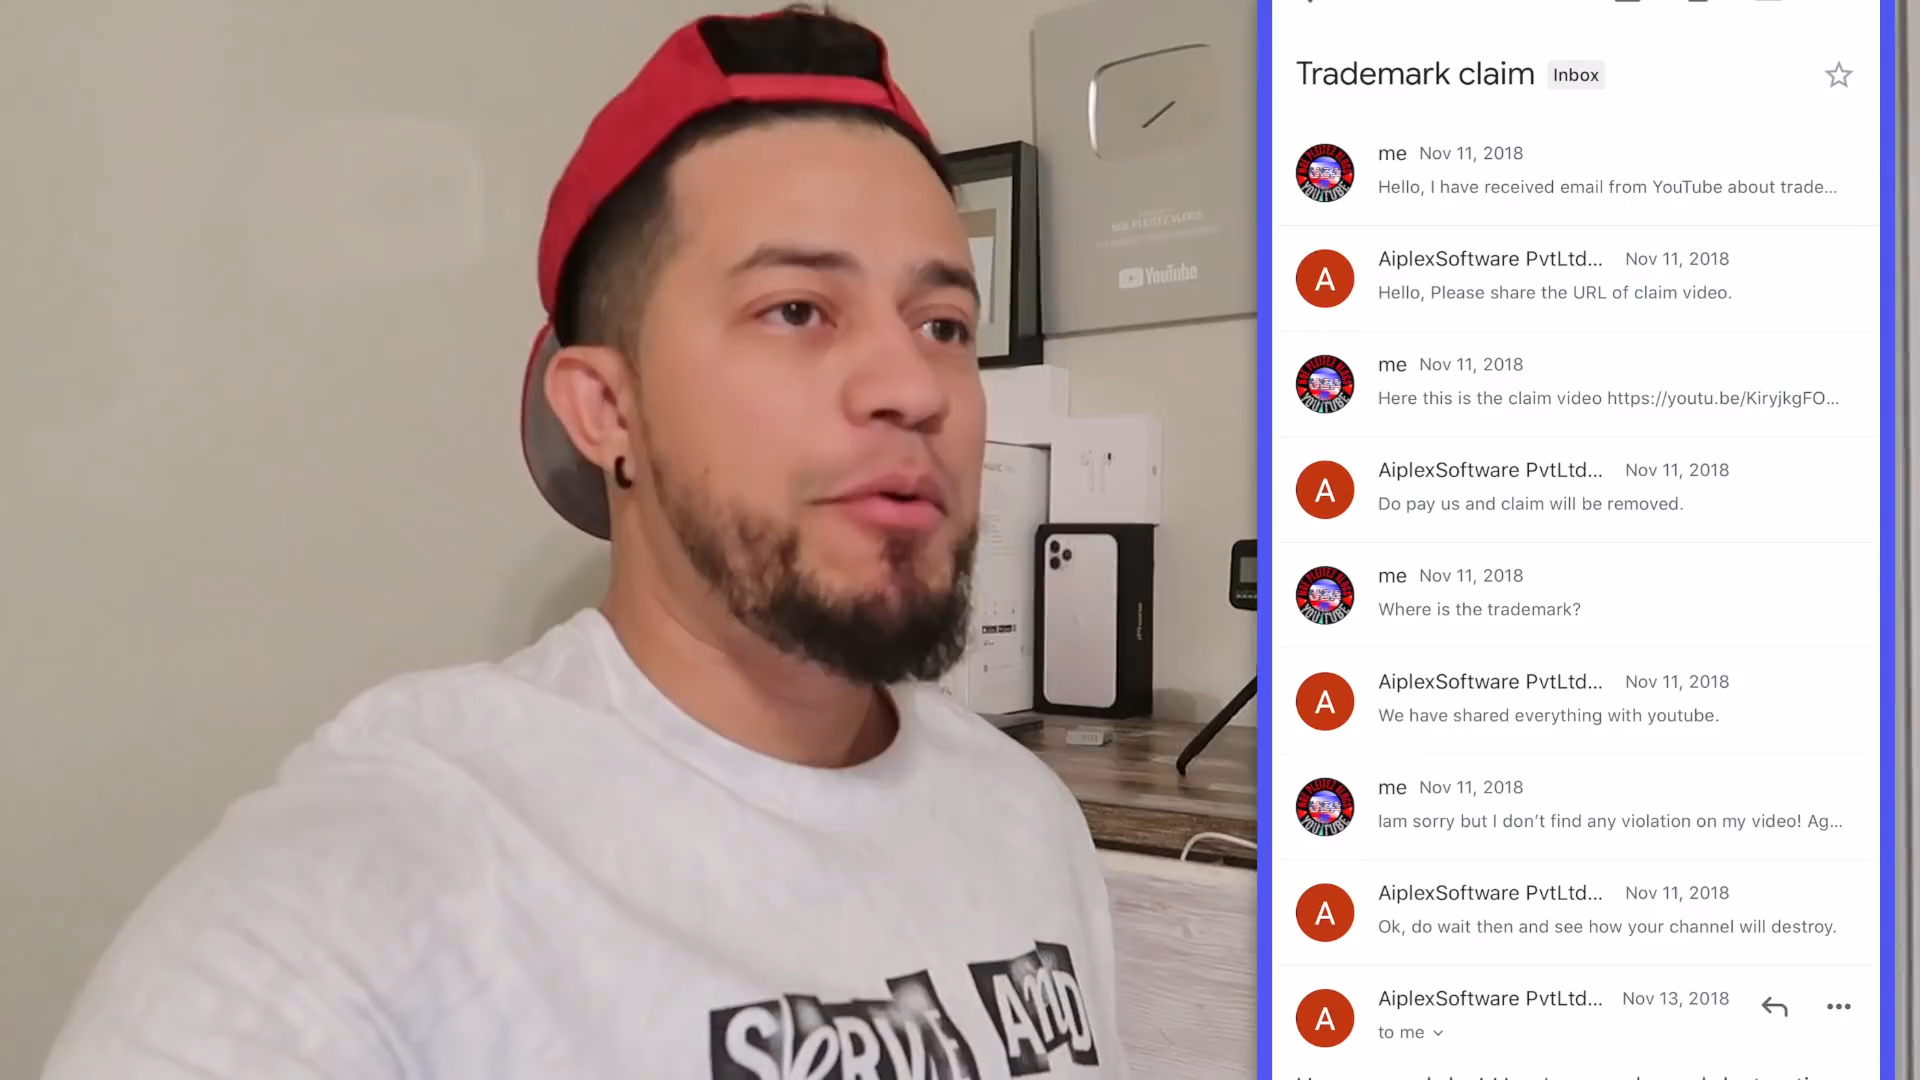 Trademark claim Inbox
me Nov 11, 2018
Hello, I have received email from YouTube about trade...
AiplexSoftware PvtLtd... Nov 11, 2018
Hello, Please share the URL of claim video.
me Nov 11, 2018
Here this is the claim video https://youtu.be/KiryjkgFO...
AiplexSoftware PvtLtd... Nov 11, 2018
Do pay us and claim will be removed.
me Nov 11, 2018
Where is the trademark?
AiplexSoftware PvtLtd... Nov 11, 2018
We have shared everything with youtube.
me Nov 11, 2018
Iam sorry but I don't find any violation on my video! Ag...
AiplexSoftware PvtLtd... Nov 11, 2018
Ok, do wait then and see how your channel will destroy.
AiplexSoftware PvtLtd... Nov 13, 2018
to me
A
A
A
A
A
NOE PLEITEZ VLOGS
YouTube
SERVE AND